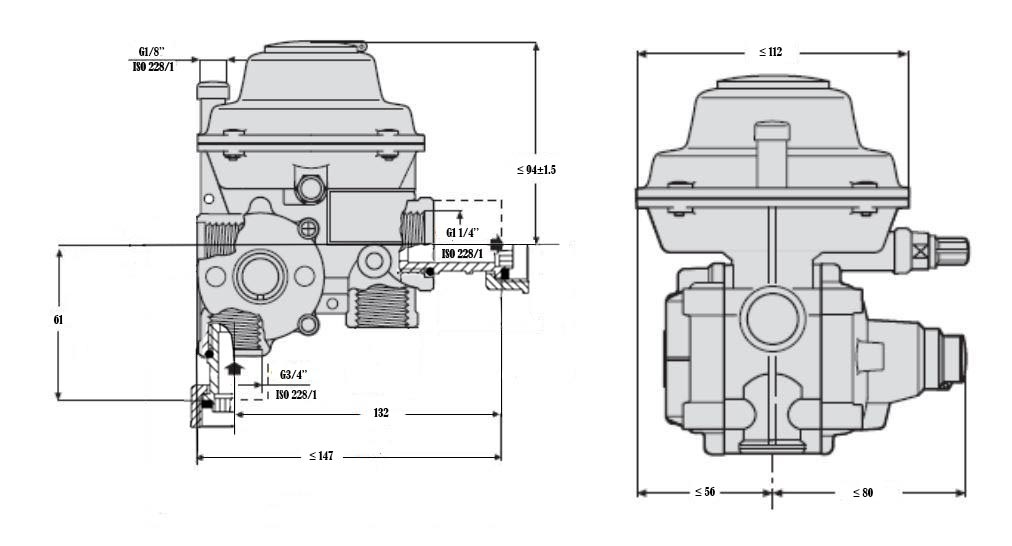 G1/8”
ISO 228/1
≤ 94±1.5
G1 1/4”
ISO 228/1
61
G3/4”
ISO 228/1
132
≤ 147
≤ 112
≤ 56
≤ 80